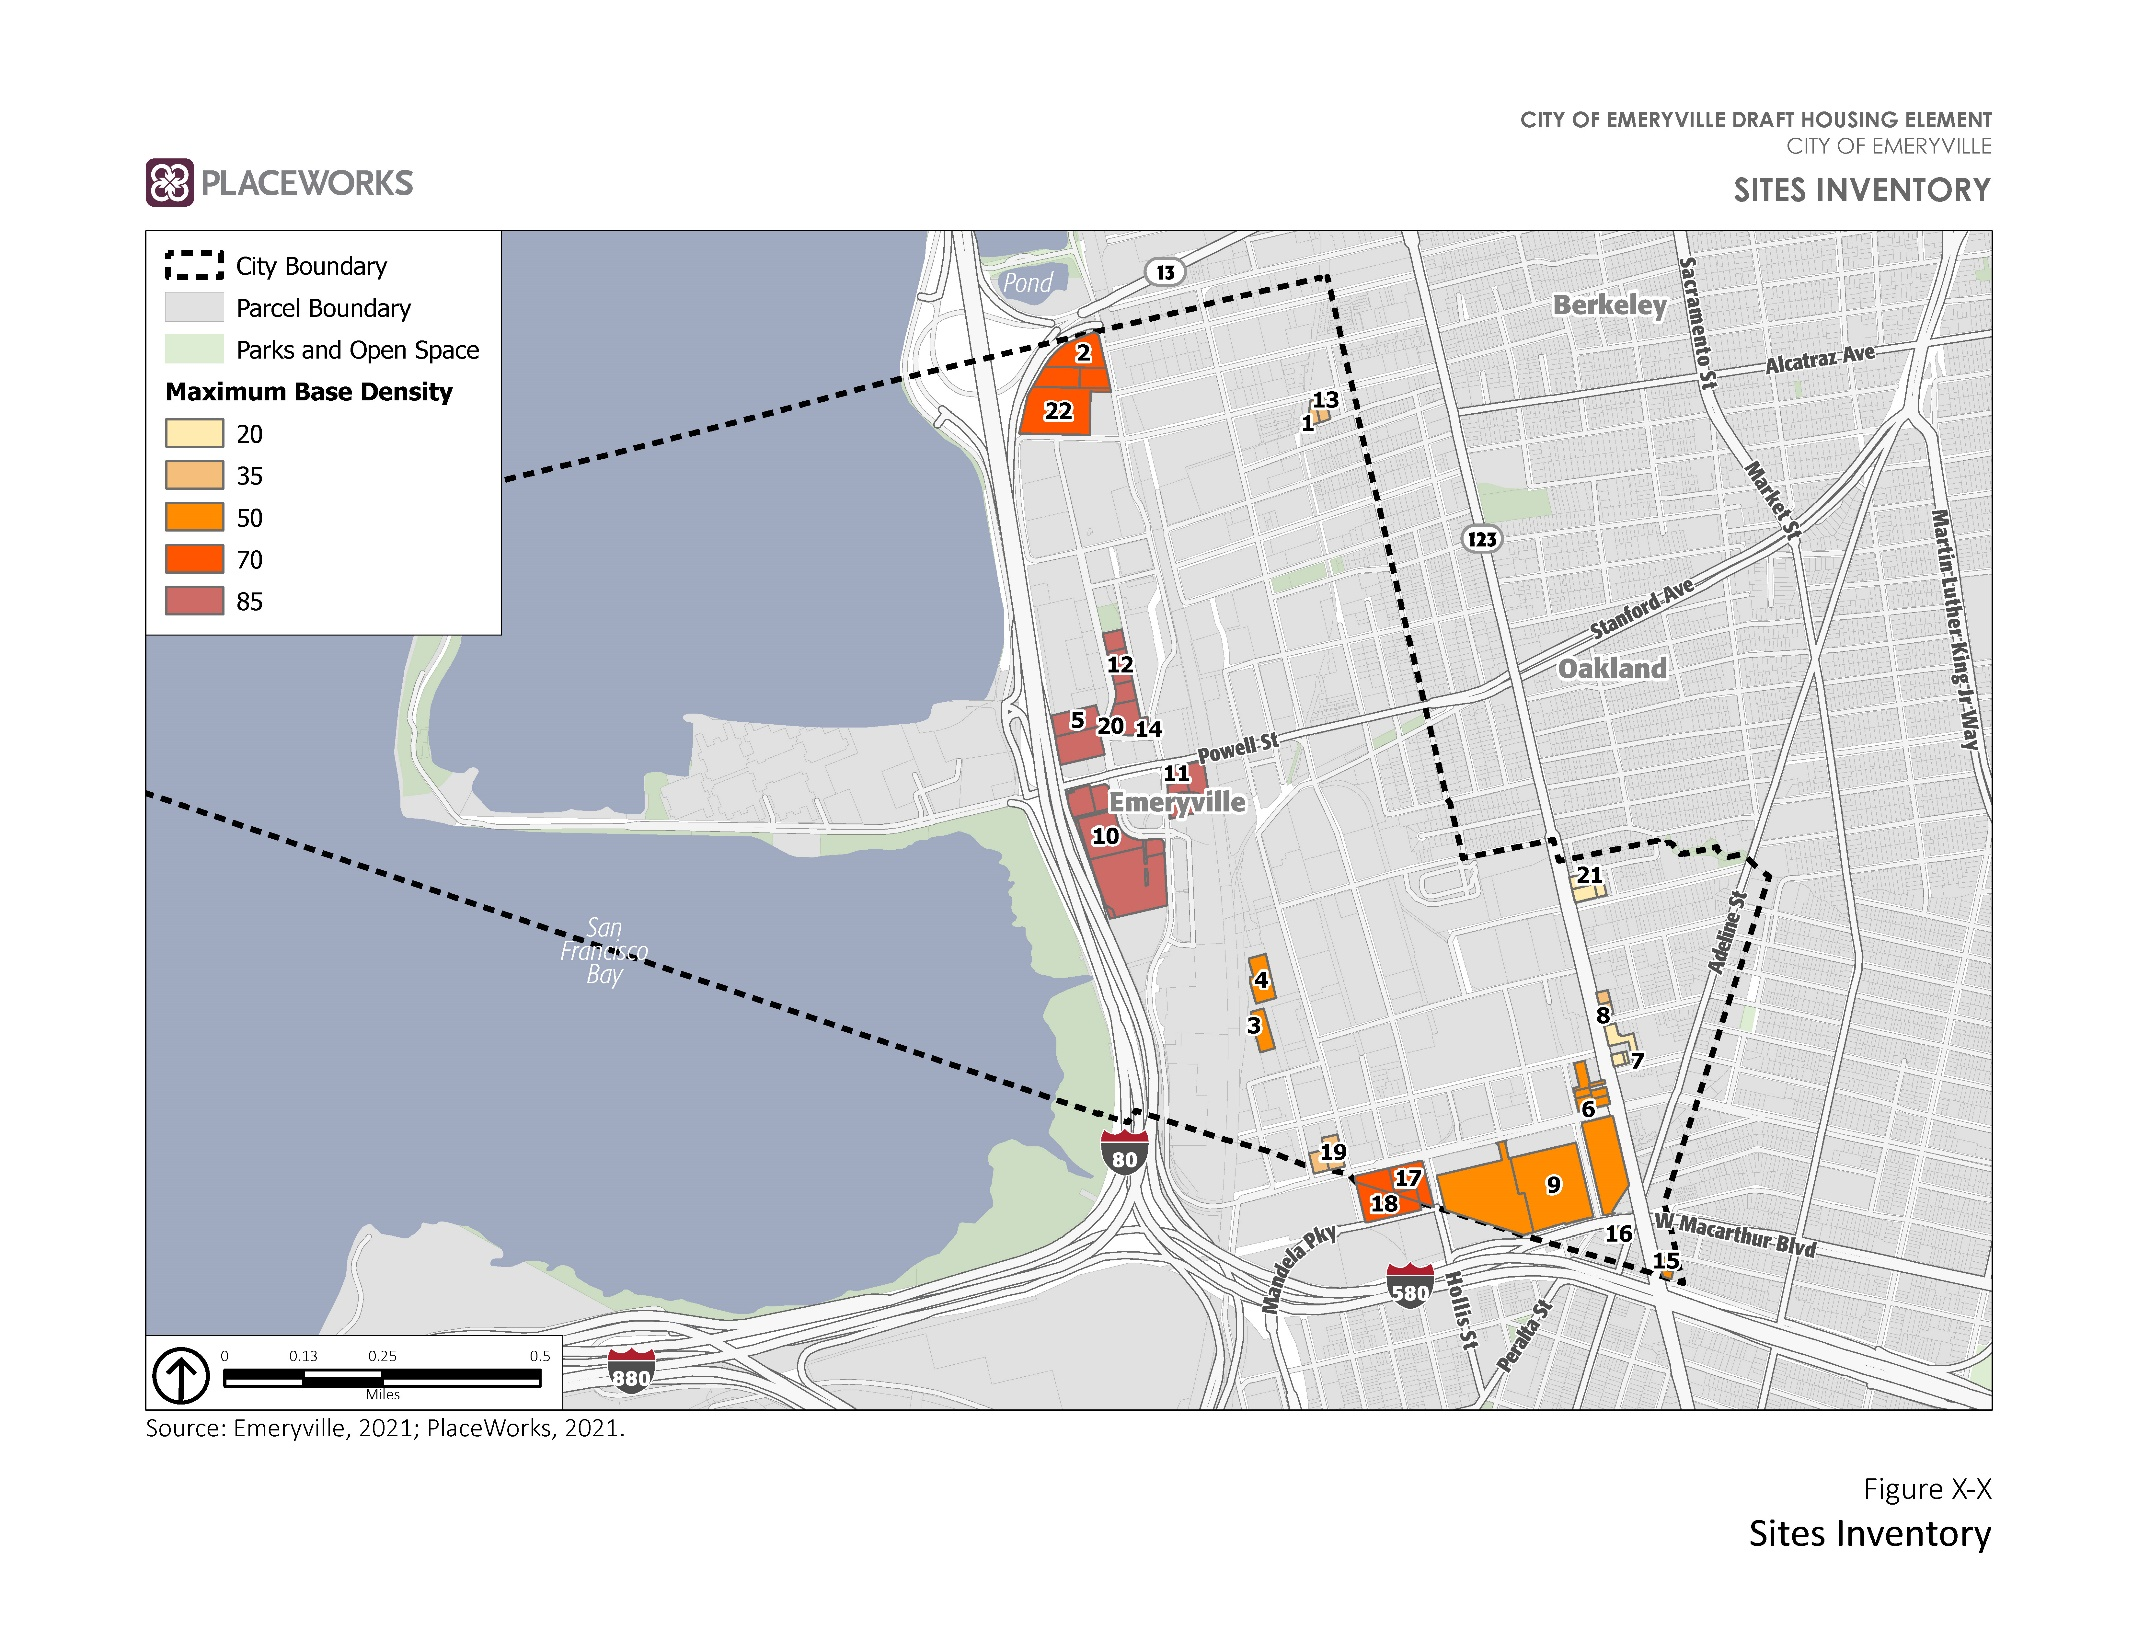 CITY OF EMERYVILLE DRAFT HOUSING ELEMENT
CITY OF EMERYVILLE
PLACEWORKS
SITES INVENTORY
City Boundary
Parcel Boundary
Parks and Open Space
Maximum Base Density
20
35
50
70
85
Pond
13
Berkeley
Sacramento St
Alcatraz Ave
2
22
13
1
Market St
123
Martin Luther King Jr Way
Stanford Ave
Oakland
12
5
20
14
Powell St
11
Emeryville
10
21
Adeline St
San
Francisco
Bay
4
3
8
7
6
19
80
17
18
9
16
W Macarthur Blvd
15
Mandela Pky
580
Hollis St
Peralta St
880
0
0.13
0.25
0.5
Miles
Source: Emeryville, 2021; PlaceWorks, 2021.
Figure X-X
Sites Inventory